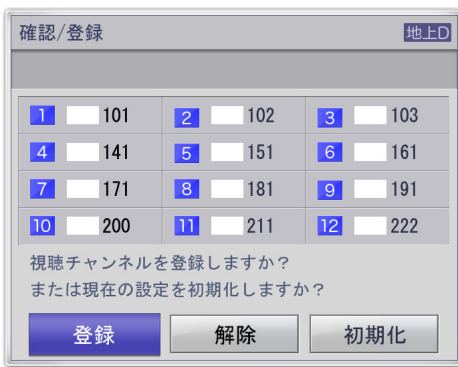 確認/登録 地上D
1 101 2 102 3 103
4 141 5 151 6 161
7 171 8 181 9 191
10 200 11 211 12 222
視聴チャンネルを登録しますか？
または現在の設定を初期化しますか？
登録 解除 初期化